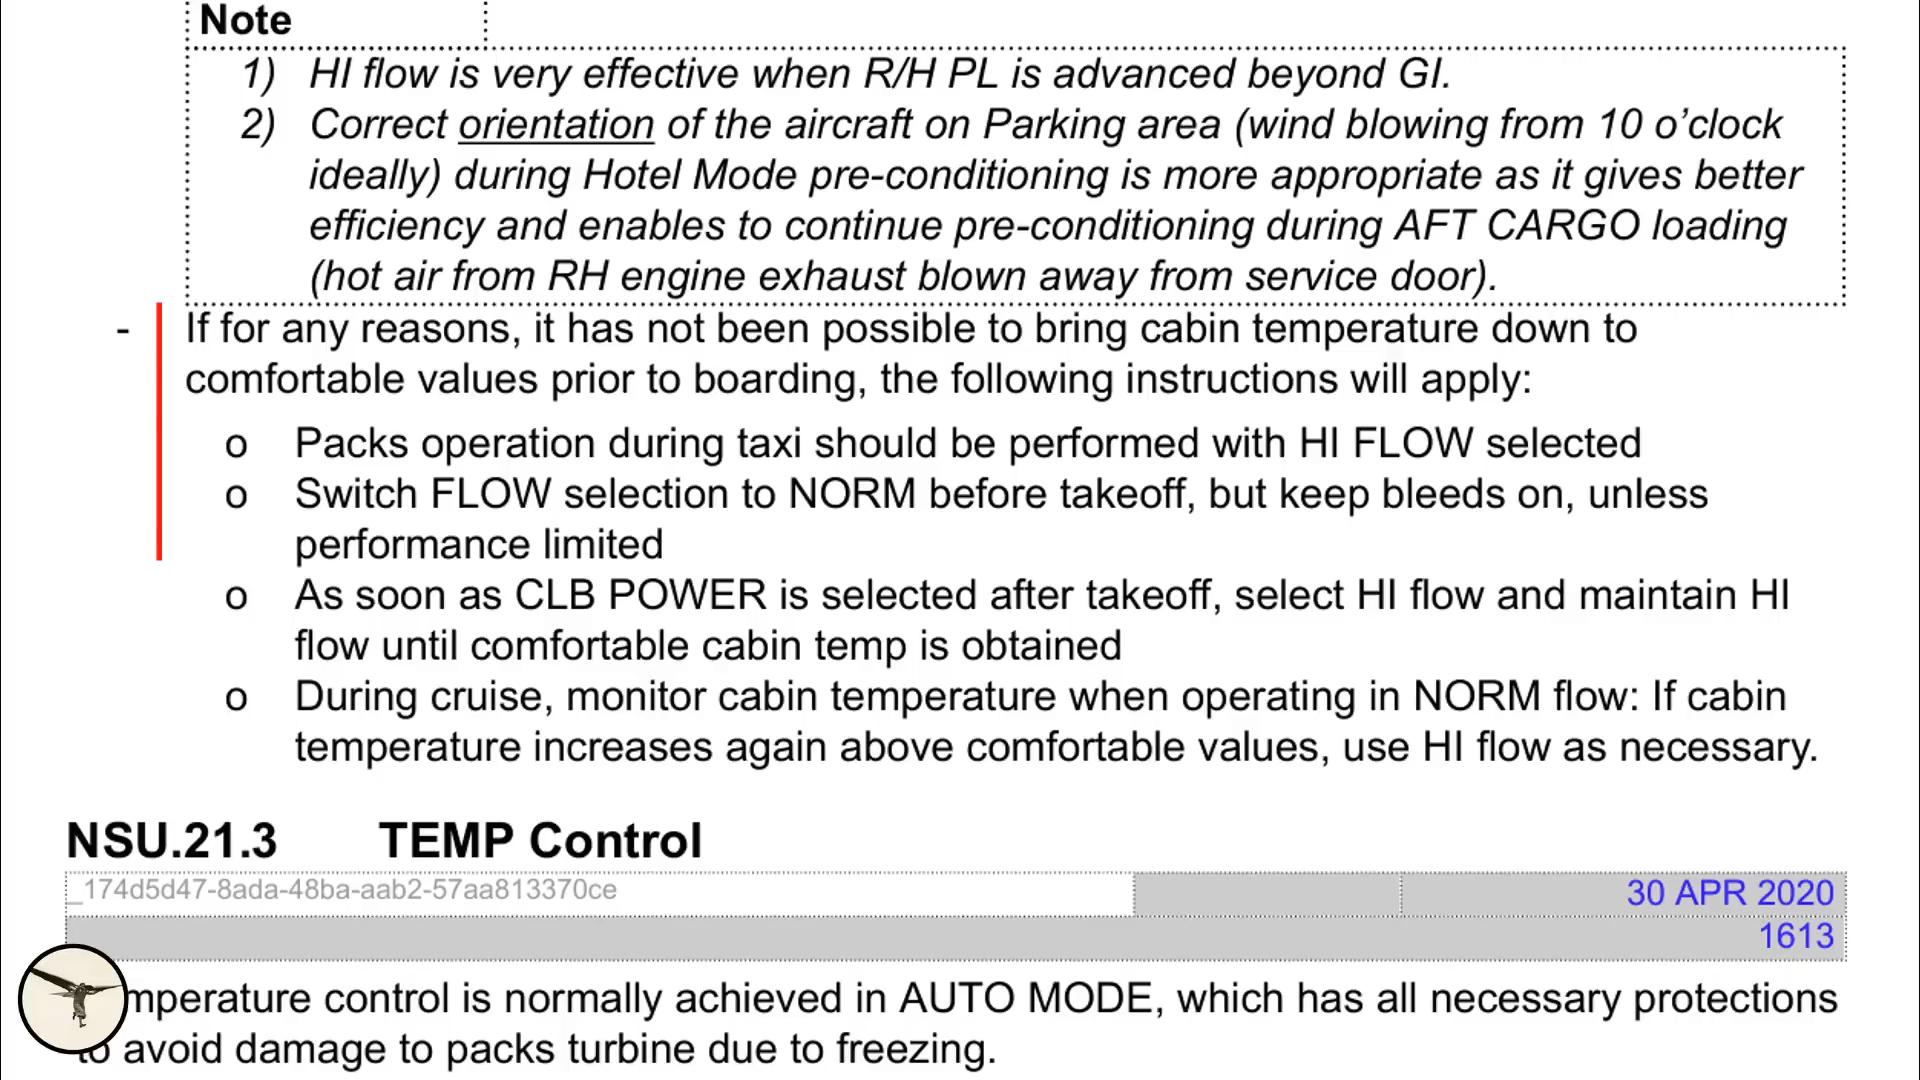 Note
1) HI flow is very effective when R/H PL is advanced beyond GI.
2) Correct orientation of the aircraft on Parking area (wind blowing from 10 o’clock
ideally) during Hotel Mode pre-conditioning is more appropriate as it gives better
efficiency and enables to continue pre-conditioning during AFT CARGO loading
(hot air from RH engine exhaust blown away from service door).
- If for any reasons, it has not been possible to bring cabin temperature down to
comfortable values prior to boarding, the following instructions will apply:
o Packs operation during taxi should be performed with HI FLOW selected
o Switch FLOW selection to NORM before takeoff, but keep bleeds on, unless
performance limited
o As soon as CLB POWER is selected after takeoff, select HI flow and maintain HI
flow until comfortable cabin temp is obtained
o During cruise, monitor cabin temperature when operating in NORM flow: If cabin
temperature increases again above comfortable values, use HI flow as necessary.
NSU.21.3 TEMP Control
_174d5d47-8ada-48ba-aab2-57aa813370ce 30 APR 2020
1613
mperature control is normally achieved in AUTO MODE, which has all necessary protections
to avoid damage to packs turbine due to freezing.